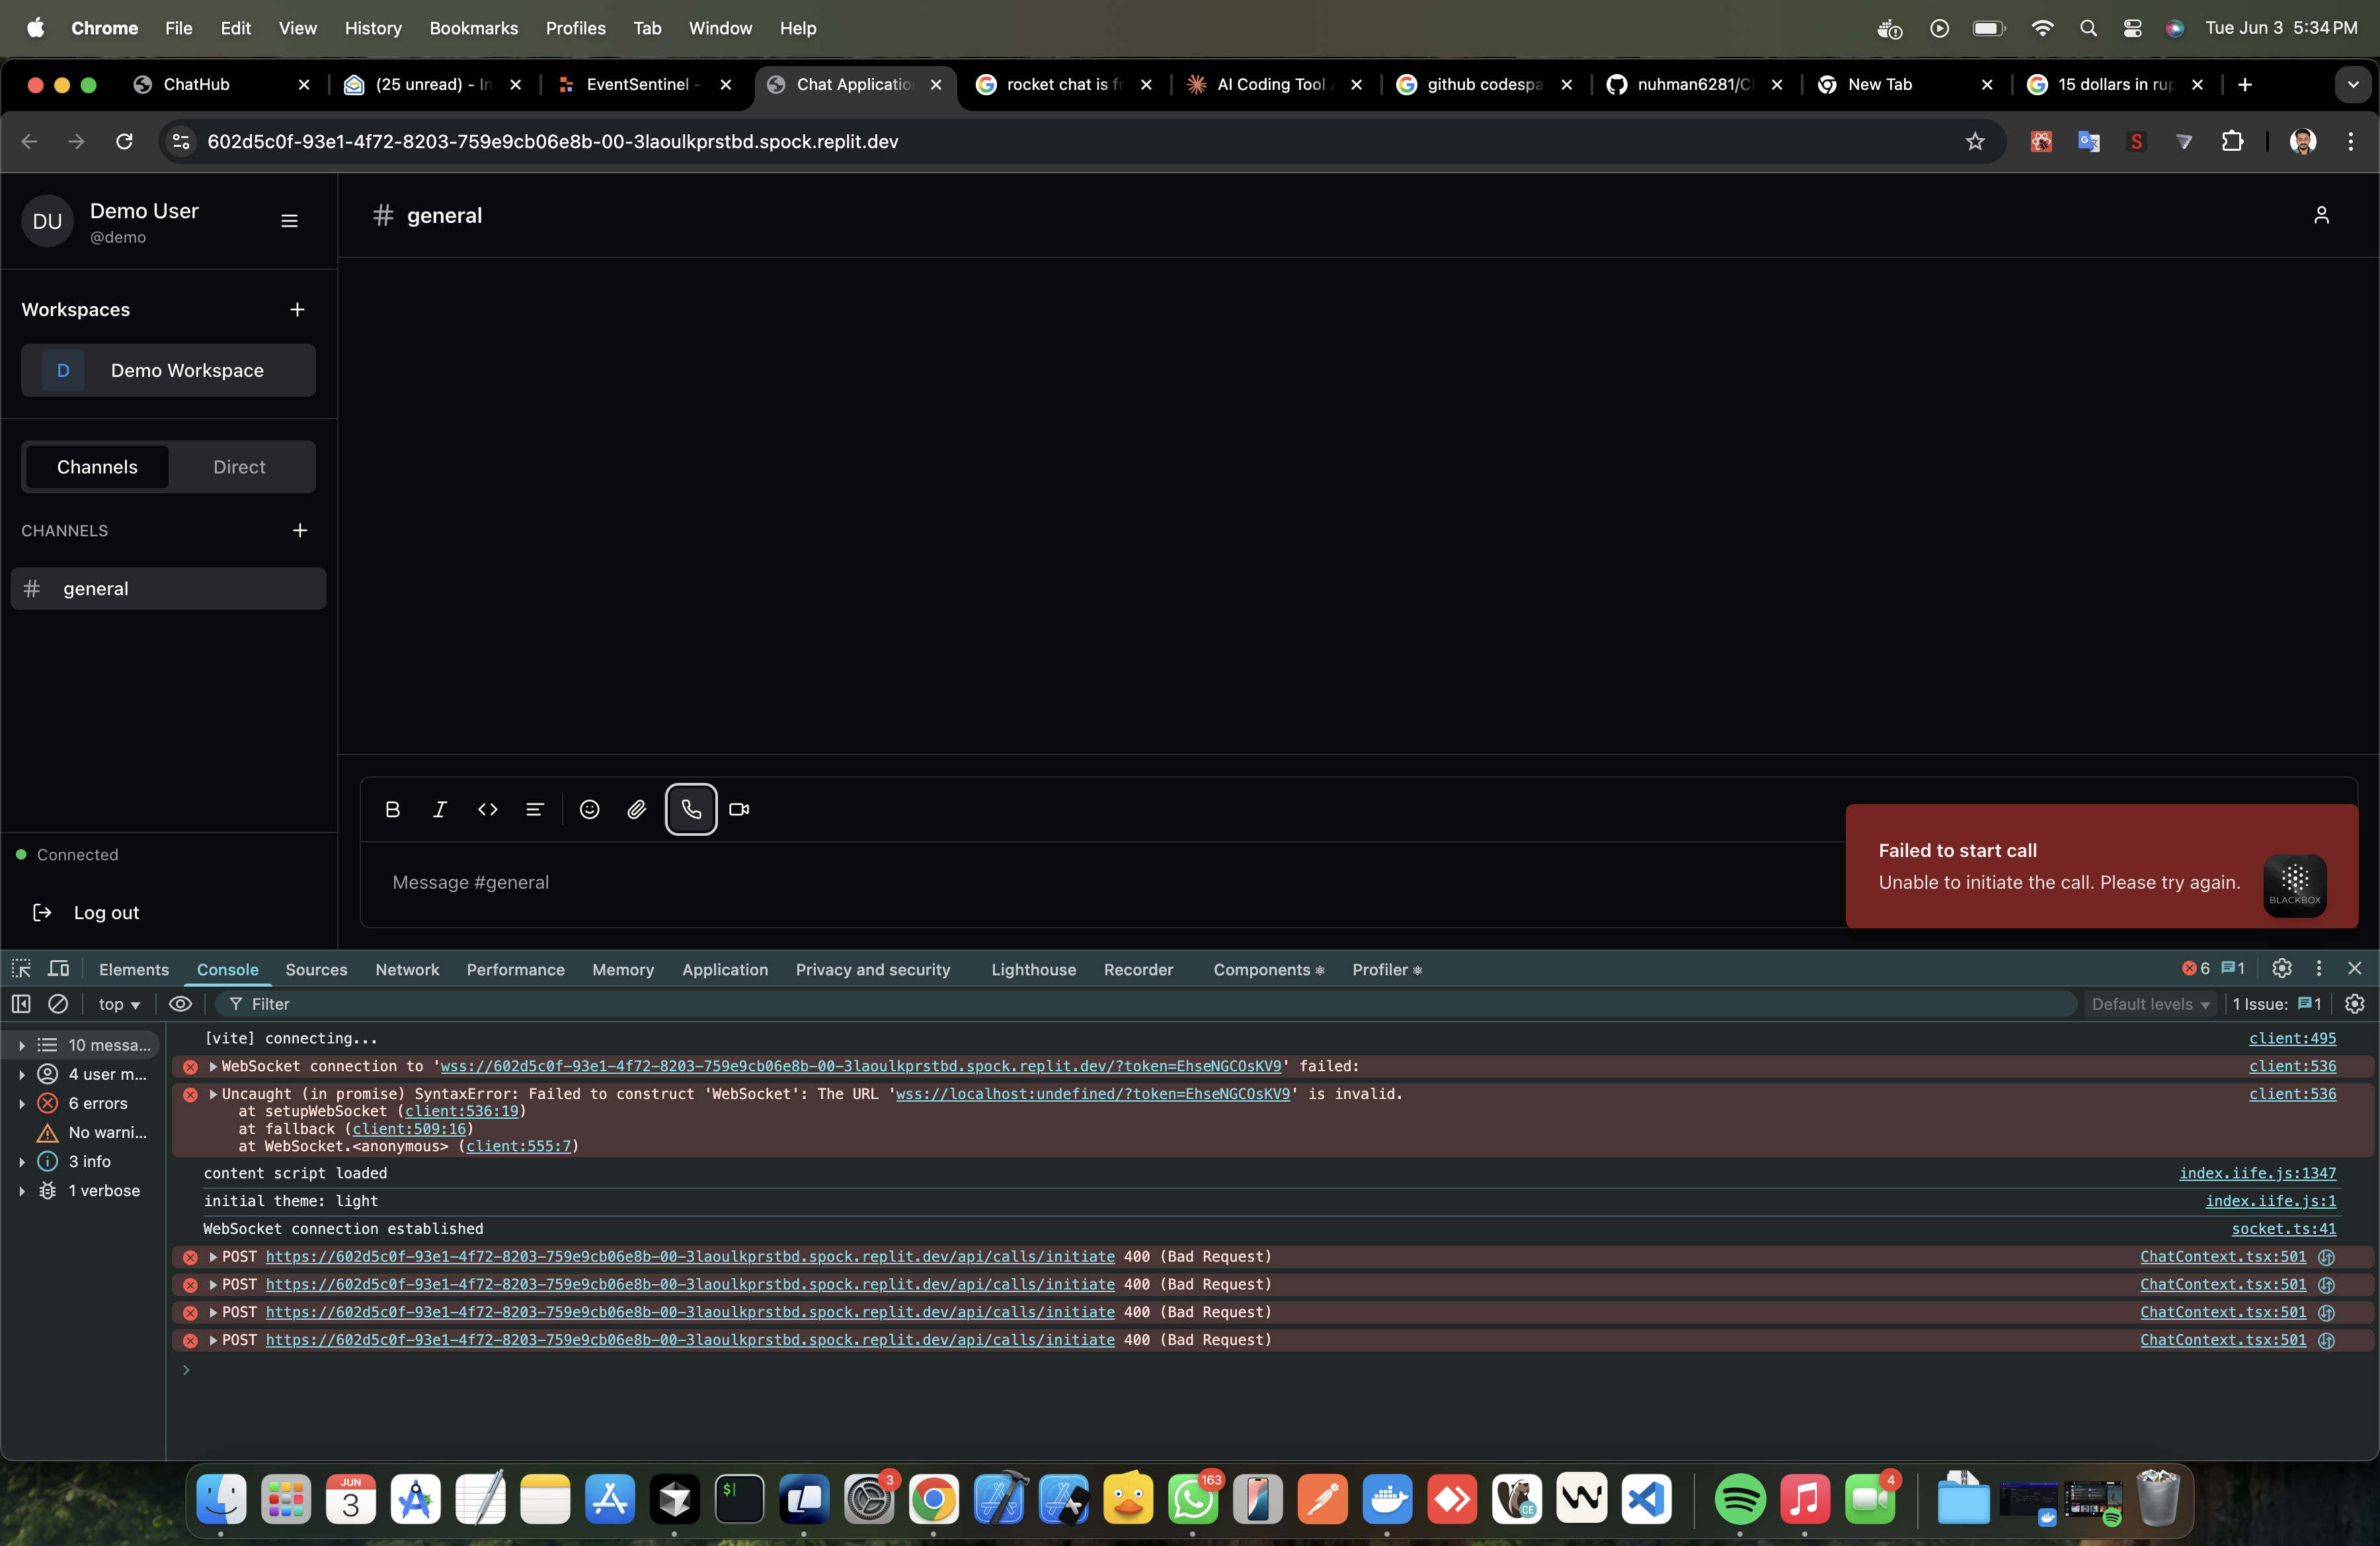 Chrome File Edit View History Bookmarks Profiles Tab Window Help Tue Jun 3 5:34 PM
ChatHub (25 unread) - In EventSentinel - Chat Applicatio rocket chat is fr AI Coding Tool github codespa nuhman6281/C New Tab 15 dollars in rup
602d5c0f-93e1-4f72-8203-759e9cb06e8b-00-3laoulkprstbd.spock.replit.dev
DU Demo User
@demo
# general
Workspaces +
D Demo Workspace
Channels Direct
CHANNELS +
# general
Connected
Log out
B I <>
Message #general
Failed to start call
Unable to initiate the call. Please try again.
BLACKBOX
Elements Console Sources Network Performance Memory Application Privacy and security Lighthouse Recorder Components Profiler 6 1
top Filter Default levels 1 Issue: 1
10 messa...
4 user m...
6 errors
No warni...
3 info
1 verbose
[vite] connecting... client:495
WebSocket connection to 'wss://602d5c0f-93e1-4f72-8203-759e9cb06e8b-00-3laoulkprstbd.spock.replit.dev/?token=EhseNGCOsKV9' failed: client:536
Uncaught (in promise) SyntaxError: Failed to construct 'WebSocket': The URL 'wss://localhost:undefined/?token=EhseNGCOsKV9' is invalid. client:536
at setupWebSocket (client:536:19)
at fallback (client:509:16)
at WebSocket.<anonymous> (client:555:7)
content script loaded index.iife.js:1347
initial theme: light index.iife.js:1
WebSocket connection established socket.ts:41
POST https://602d5c0f-93e1-4f72-8203-759e9cb06e8b-00-3laoulkprstbd.spock.replit.dev/api/calls/initiate 400 (Bad Request) ChatContext.tsx:501
POST https://602d5c0f-93e1-4f72-8203-759e9cb06e8b-00-3laoulkprstbd.spock.replit.dev/api/calls/initiate 400 (Bad Request) ChatContext.tsx:501
POST https://602d5c0f-93e1-4f72-8203-759e9cb06e8b-00-3laoulkprstbd.spock.replit.dev/api/calls/initiate 400 (Bad Request) ChatContext.tsx:501
POST https://602d5c0f-93e1-4f72-8203-759e9cb06e8b-00-3laoulkprstbd.spock.replit.dev/api/calls/initiate 400 (Bad Request) ChatContext.tsx:501
JUN
3
3
163
CE
4